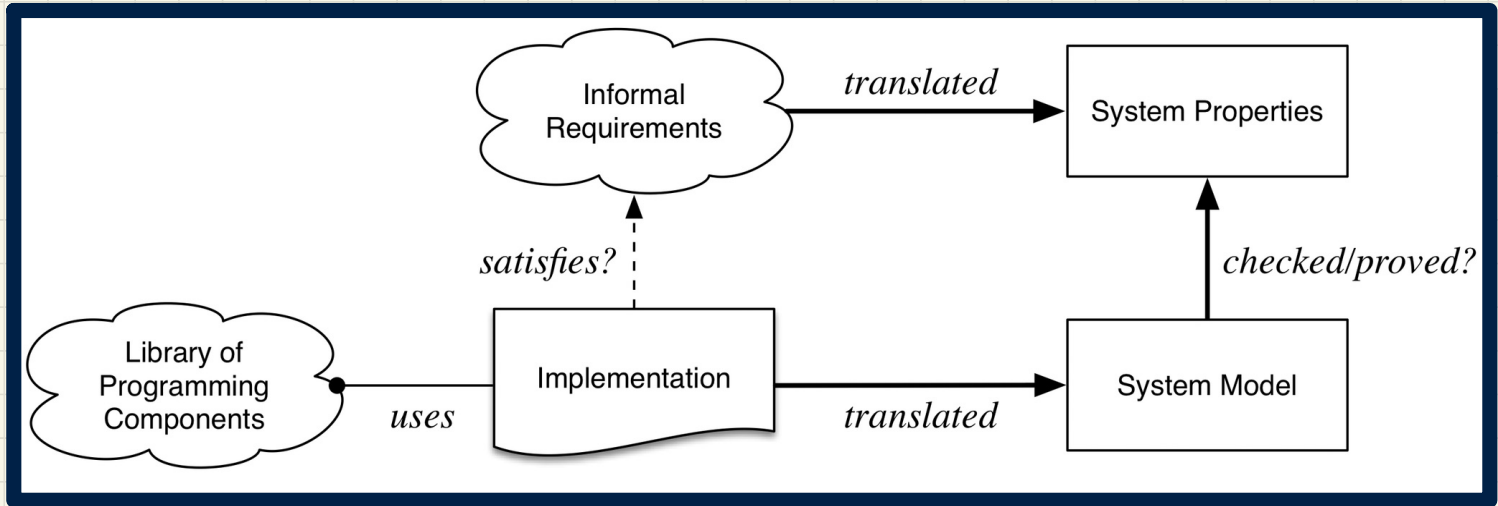 Informal
Requirements
translated
System Properties
satisfies?
checked/proved?
Library of
Programming
Components
uses
Implementation
translated
System Model